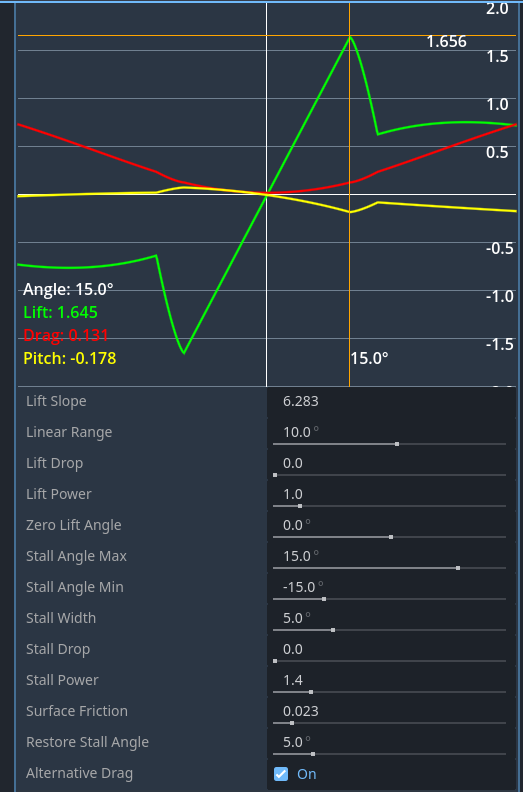 2.0
1.656
1.5
1.0
0.5
-0.5
-1.0
Angle: 15.0°
Lift: 1.645
Drag: 0.131
-1.5
Pitch: -0.178
15.0°
Lift Slope 6.283
Linear Range 10.0 °
Lift Drop 0.0
Lift Power 1.0
Zero Lift Angle 0.0 °
Stall Angle Max 15.0 °
Stall Angle Min -15.0 °
Stall Width 5.0 °
Stall Drop 0.0
Stall Power 1.4
Surface Friction 0.023
Restore Stall Angle 5.0 °
Alternative Drag On